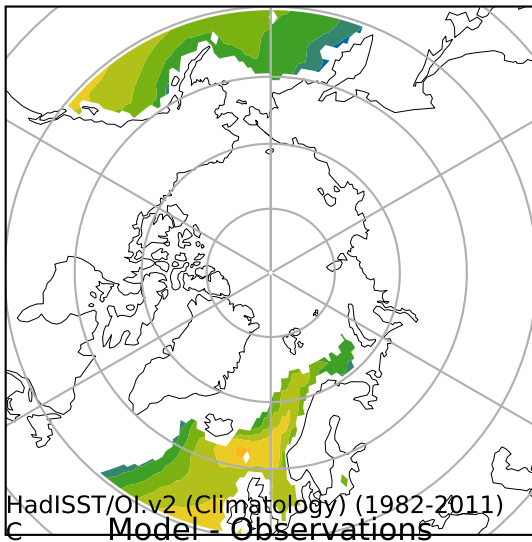 HadISST/OI.v2 (Climatology) (1982-2011)
C Model - Observations